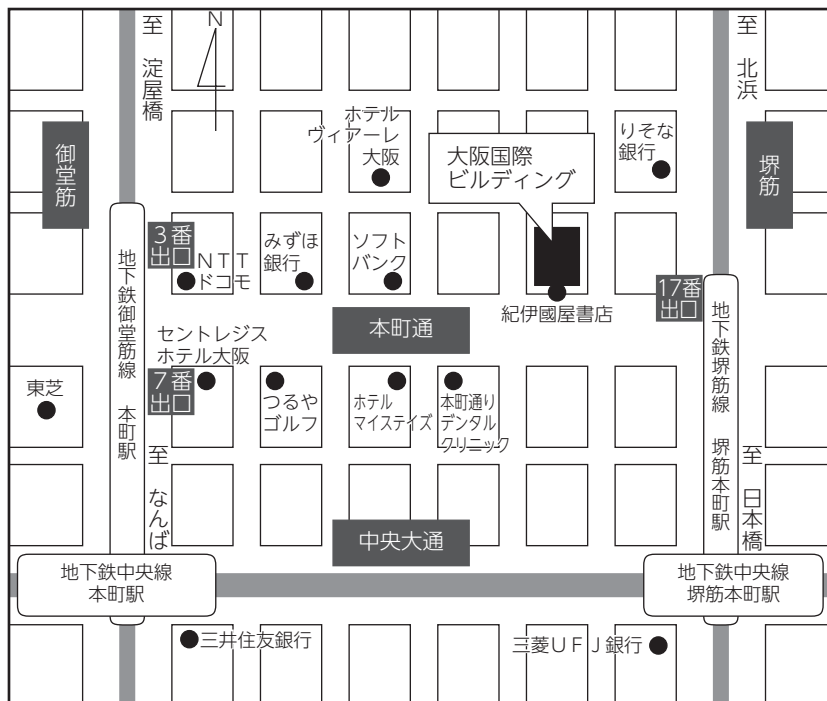 至 淀屋橋
N
至 北浜
ホテル
ヴィアーレ
大阪
りそな
銀行
大阪国際
ビルディング
御堂筋
堺筋
3番
出口
NTT
ドコモ
みずほ
銀行
ソフト
バンク
紀伊國屋書店
17番
出口
地下鉄御堂筋線 本町駅
本町通
地下鉄堺筋線 堺筋本町駅
セントレジス
ホテル大阪
東芝
7番
出口
つるや
ゴルフ
ホテル
マイステイズ
本町通り
デンタル
クリニック
至 なんば
至 日本橋
中央大通
地下鉄中央線
本町駅
地下鉄中央線
堺筋本町駅
三井住友銀行
三菱UFJ銀行